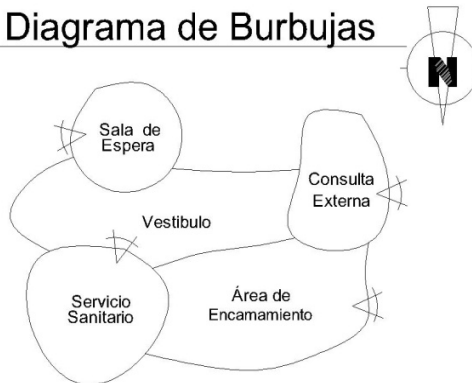 Diagrama de Burbujas
N
Sala de
Espera
Consulta
Externa
Vestibulo
Servicio
Sanitario
Área de
Encamamiento